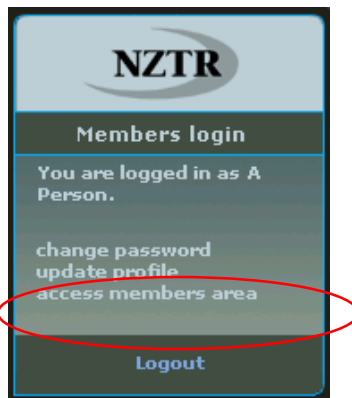 NZTR
Members login
You are logged in as A
Person.
change password
update profile
access members area
Logout